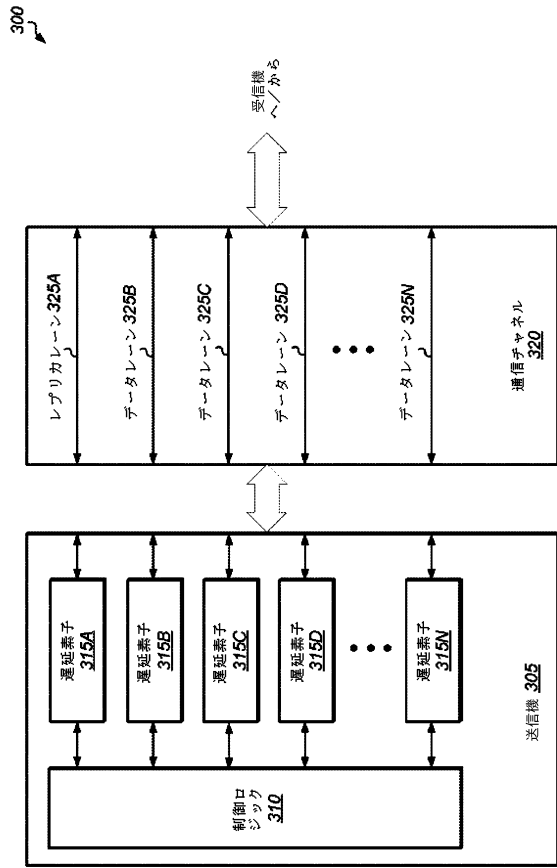 300
受信機
へ/から
レプリカレーン325A
データレーン 325B
データレーン 325C
データレーン 325D
データレーン 325N
通信チャネル
320
遅延素子
315A
遅延素子
315B
遅延素子
315C
遅延素子
315D
遅延素子
315N
制御ロ
ジック
310
送信機 305